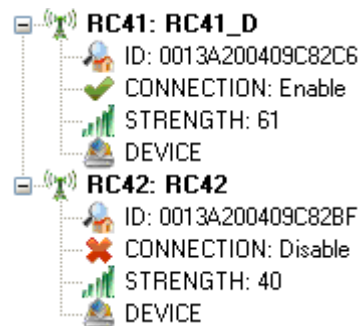 RC41: RC41_D
ID: 0013A200409C82C6
CONNECTION: Enable
STRENGTH: 61
DEVICE
RC42: RC42
ID: 0013A200409C82BF
CONNECTION: Disable
STRENGTH: 40
DEVICE